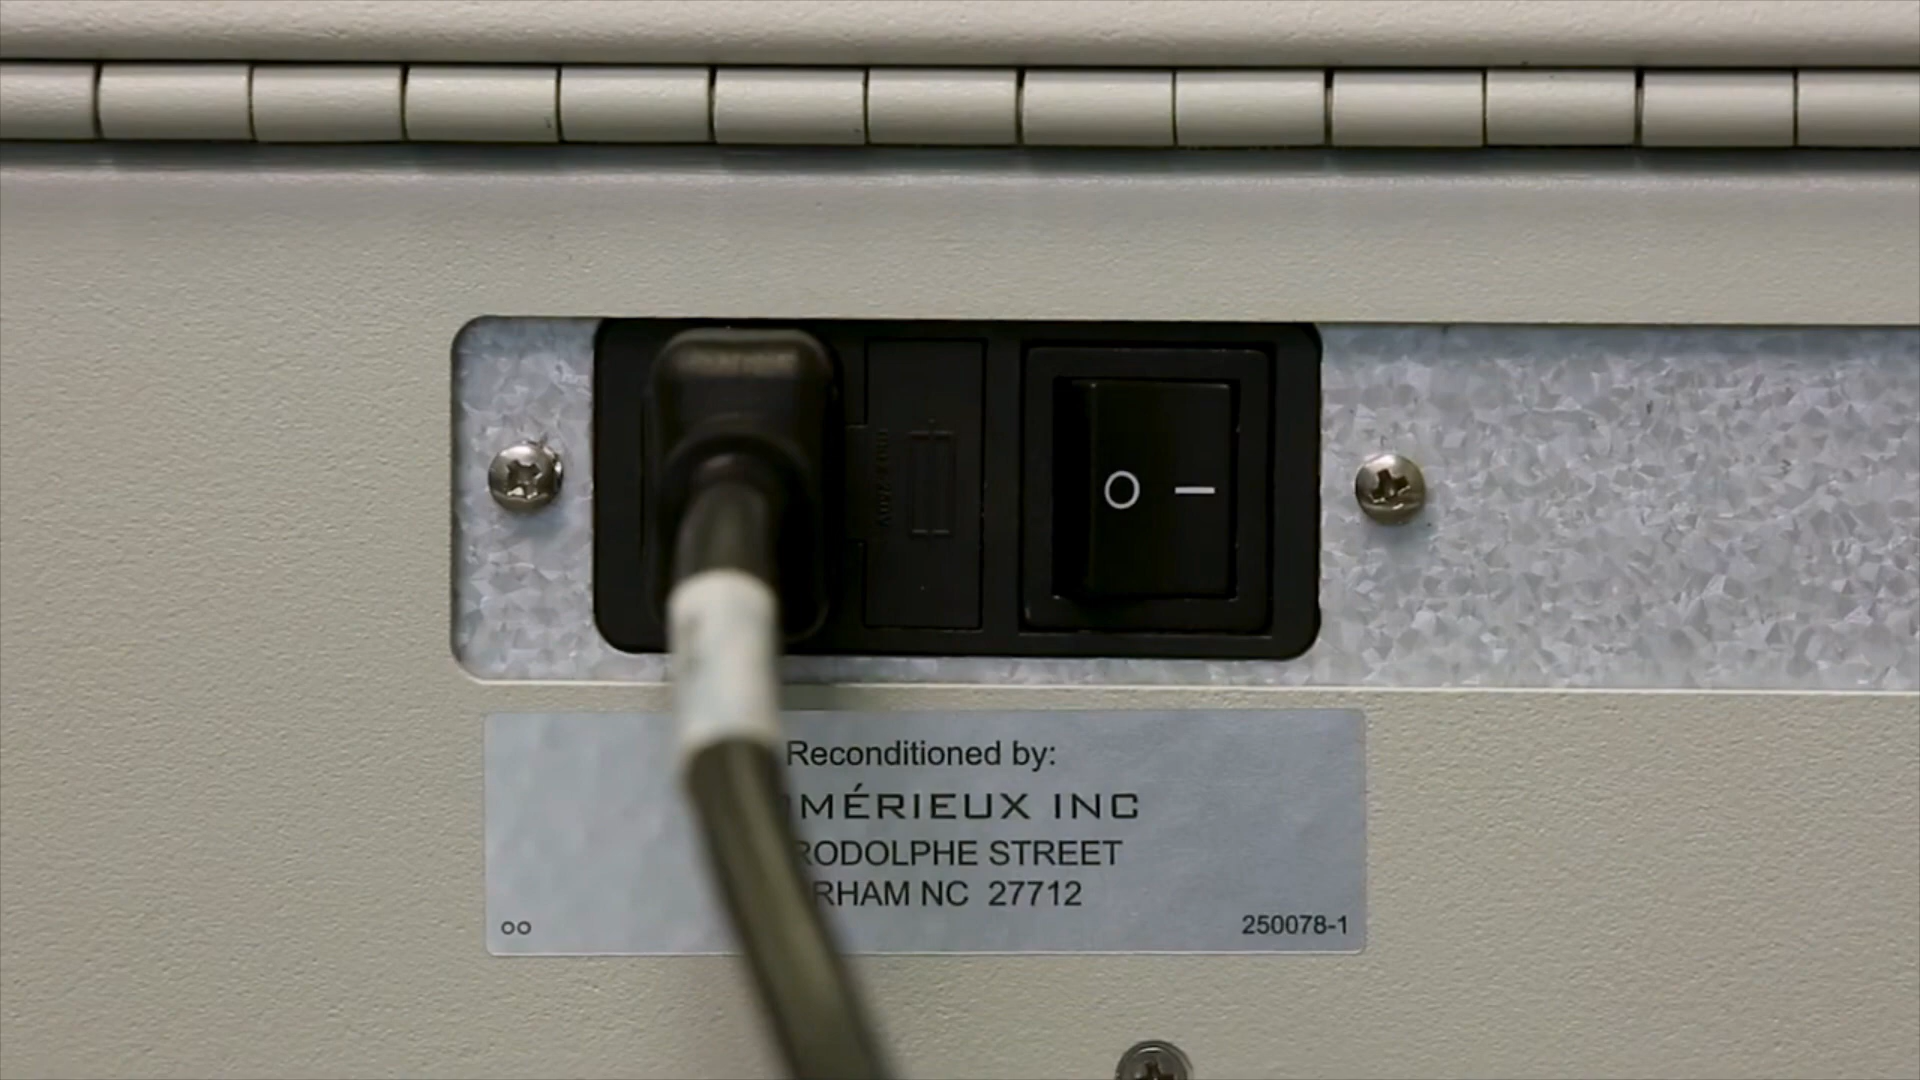 O I
Reconditioned by:
MÉRIEUX INC
RODOLPHE STREET
RHAM NC 27712
oo
250078-1